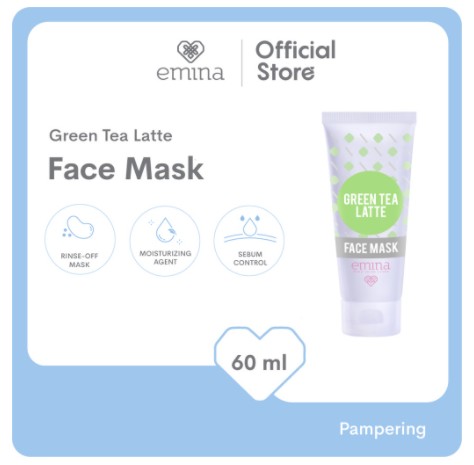 emina
Official
Store
Green Tea Latte
Face Mask
RINSE-OFF
MASK
MOISTURIZING
AGENT
SEBUM
CONTROL
GREEN TEA
LATTE
FACE MASK
emina
60 ml
Pampering